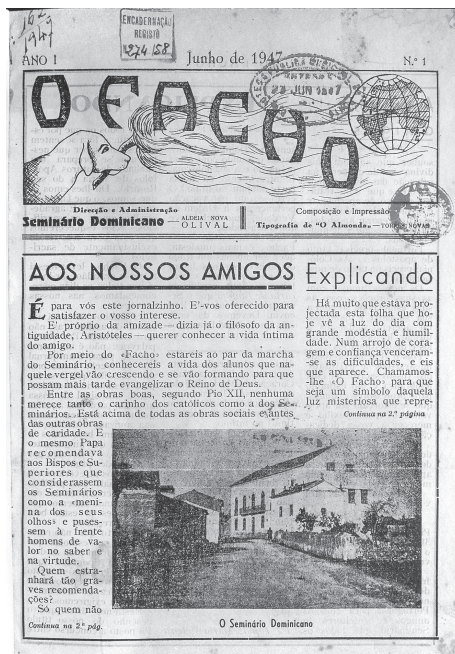 1629
1947
ENCADERNAÇÃO
REGISTO
274 58
ANO I
Junho de 1947
N.º 1
23 JUN 1947
O FACHO
Direcção e Administração
Seminário Dominicano — ALDEIA NOVA
OLIVAL
Composição e Impressão
Tipografia de "O Almonda. — TORRES NOVAS
AOS NOSSOS AMIGOS
É para vós este jornalzinho. E'-vos oferecido para
satisfazer o vosso interesse.
E' próprio da amizade — dizia já o filósofo da an-
tiguidade, Aristóteles — querer conhecer a vida íntima
do amigo.
Por meio do «Facho» estareis ao par da marcha
do Seminário, conhecereis a vida dos alunos que na-
quele vergel vão crescendo e se vão formando para que
possam mais tarde evangelizar o Reino de Deus.
Entre as obras boas, segundo Pio XII, nenhuma
merece tanto o carinho dos católicos como a dos Se-
minários. Está acima de todas as obras sociais e antes
das outras obras
de caridade. E o
mesmo Papa
recomendava
aos Bispos e Su-
periores que
considerassem
os Seminários
como a «meni-
na dos seus
olhos» e puses-
sem à frente
homens de va-
lor no saber e
na virtude.
Quem estra-
nhará tão gra-
ves recomenda-
ções?
Só quem não
Continua na 2.ª pág.
Explicando
Há muito que estava pro-
jectada esta folha que ho-
je vê a luz do dia com
grande modéstia e humil-
dade. Num arrojo de cora-
gem e confiança venceram-
-se as dificuldades, e eis
que aparece. Chamamos-
-lhe «O Facho» para que
seja um símbolo daquela
luz misteriosa que repre-
Continua na 2.ª página
O Seminário Dominicano